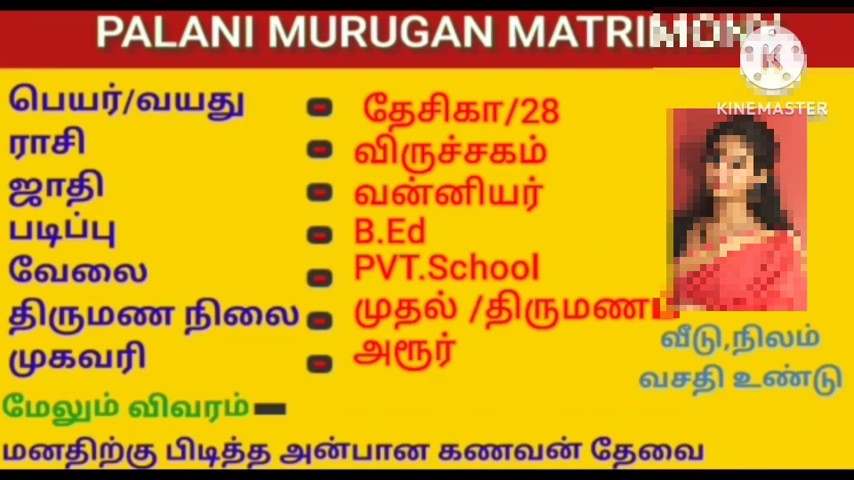 PALANI MURUGAN MATRIMONY
KINEMASTER
பெயர்/வயது - தேசிகா/28
ராசி - விருச்சகம்
ஜாதி - வன்னியர்
படிப்பு - B.Ed
வேலை - PVT.School
திருமண நிலை - முதல் /திருமண
முகவரி - அரூர்
வீடு,நிலம்
வசதி உண்டு
மேலும் விவரம்-
மனதிற்கு பிடித்த அன்பான கணவன் தேவை